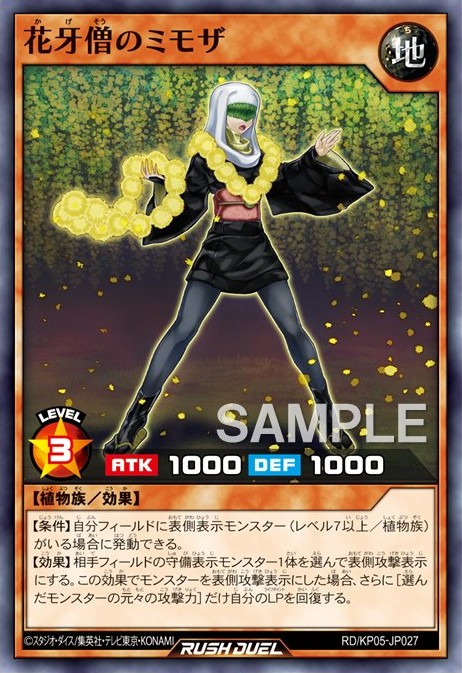 花牙僧のミモザ
地
SAMPLE
LEVEL
3
ATK 1000 DEF 1000
【植物族／効果】
【条件】自分フィールドに表側表示モンスター（レベル7以上／植物族）
がいる場合に発動できる。
【効果】相手フィールドの守備表示モンスター1体を選んで表側攻撃表示
にする。この効果でモンスターを表側攻撃表示にした場合、さらに［選ん
だモンスターの元々の攻撃力］だけ自分のLPを回復する。
©スタジオ・ダイス/集英社・テレビ東京・KONAMI RUSH DUEL RD/KP05-JP027